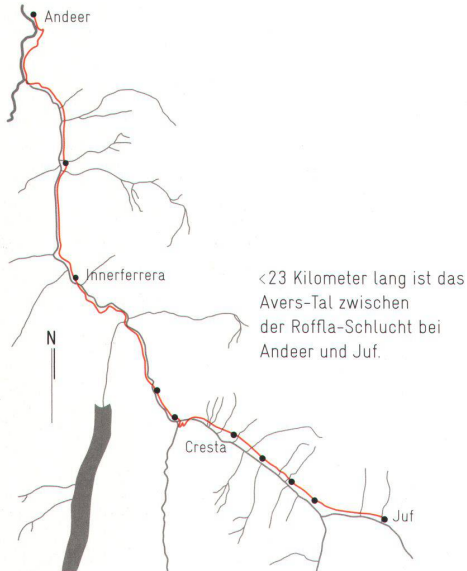 Andeer
Innerferrera
<23 Kilometer lang ist das
Avers-Tal zwischen
der Roffla-Schlucht bei
Andeer und Juf.
N
Cresta
Juf